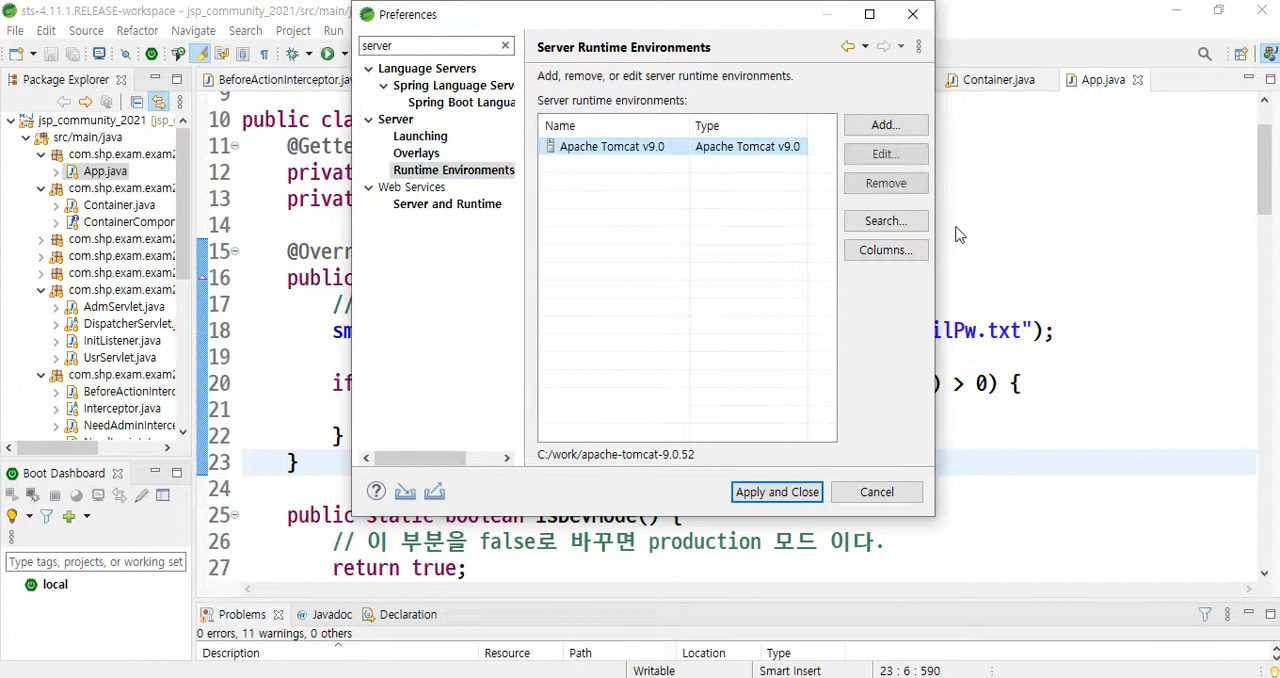 sts-4.11.1.RELEASE-workspace - jsp_community_2021/src/main/j
File Edit Source Refactor Navigate Search Project Run
Package Explorer
jsp_community_2021 [jsp_
src/main/java
com.shp.exam.exam2
App.java
com.shp.exam.exam2
Container.java
ContainerCompon
com.shp.exam.exam2
com.shp.exam.exam2
com.shp.exam.exam2
com.shp.exam.exam2
AdmServlet.java
DispatcherServlet.
InitListener.java
UsrServlet.java
com.shp.exam.exam2
BeforeActionInterc
Interceptor.java
NeedAdminInterce
Boot Dashboard
Type tags, projects, or working set
local
BeforeActionInterceptor.jav
Container.java
App.java
9
10 public cla
11 @Gette
12 privat
13 privat
14
15 @Overr
16 public
17 //
18 sm ilPw.txt");
19
20 if ) > 0) {
21
22 }
23 }
24
25 public static boolean isDevMode() {
26 // 이 부분을 false로 바꾸면 production 모드 이다.
27 return true;
Preferences
server
Language Servers
Spring Language Serv
Spring Boot Langua
Server
Launching
Overlays
Runtime Environments
Web Services
Server and Runtime
Server Runtime Environments
Add, remove, or edit server runtime environments.
Server runtime environments:
Name Type
Apache Tomcat v9.0 Apache Tomcat v9.0
Add...
Edit...
Remove
Search...
Columns...
C:/work/apache-tomcat-9.0.52
Apply and Close Cancel
Problems Javadoc Declaration
0 errors, 11 warnings, 0 others
Description Resource Path Location Type
Writable Smart Insert 23 : 6 : 590